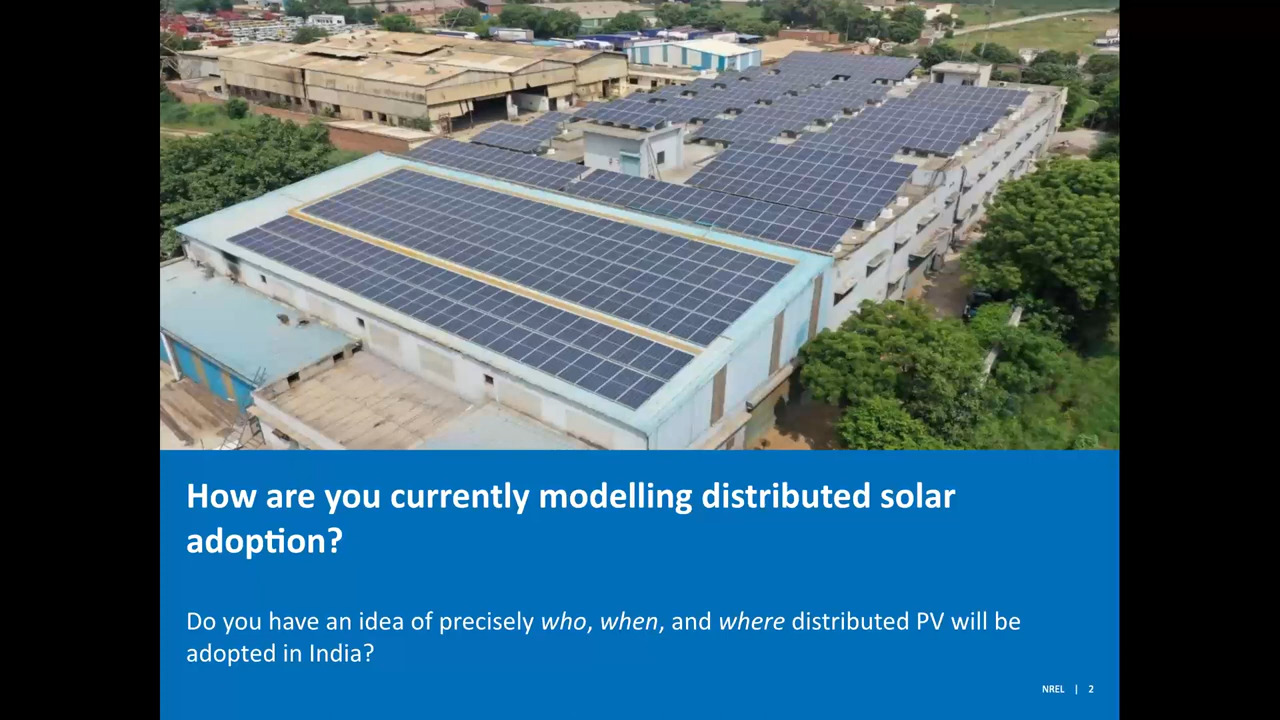 How are you currently modelling distributed solar
adoption?
Do you have an idea of precisely who, when, and where distributed PV will be
adopted in India?
NREL | 2